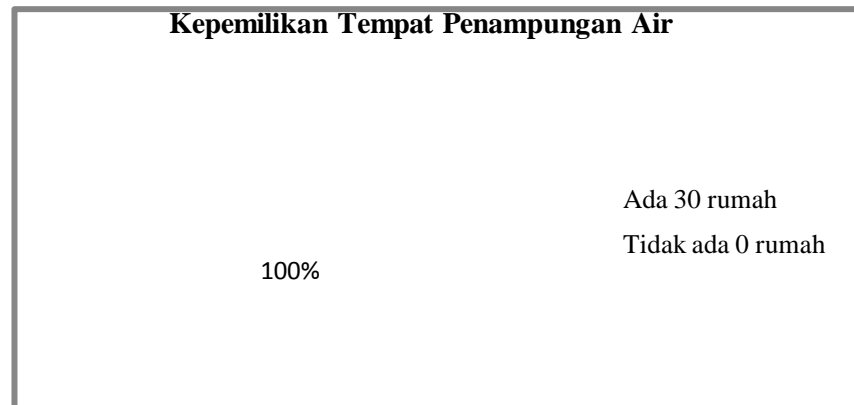 Kepemilikan Tempat Penampungan Air
Ada 30 rumah
Tidak ada 0 rumah
100%